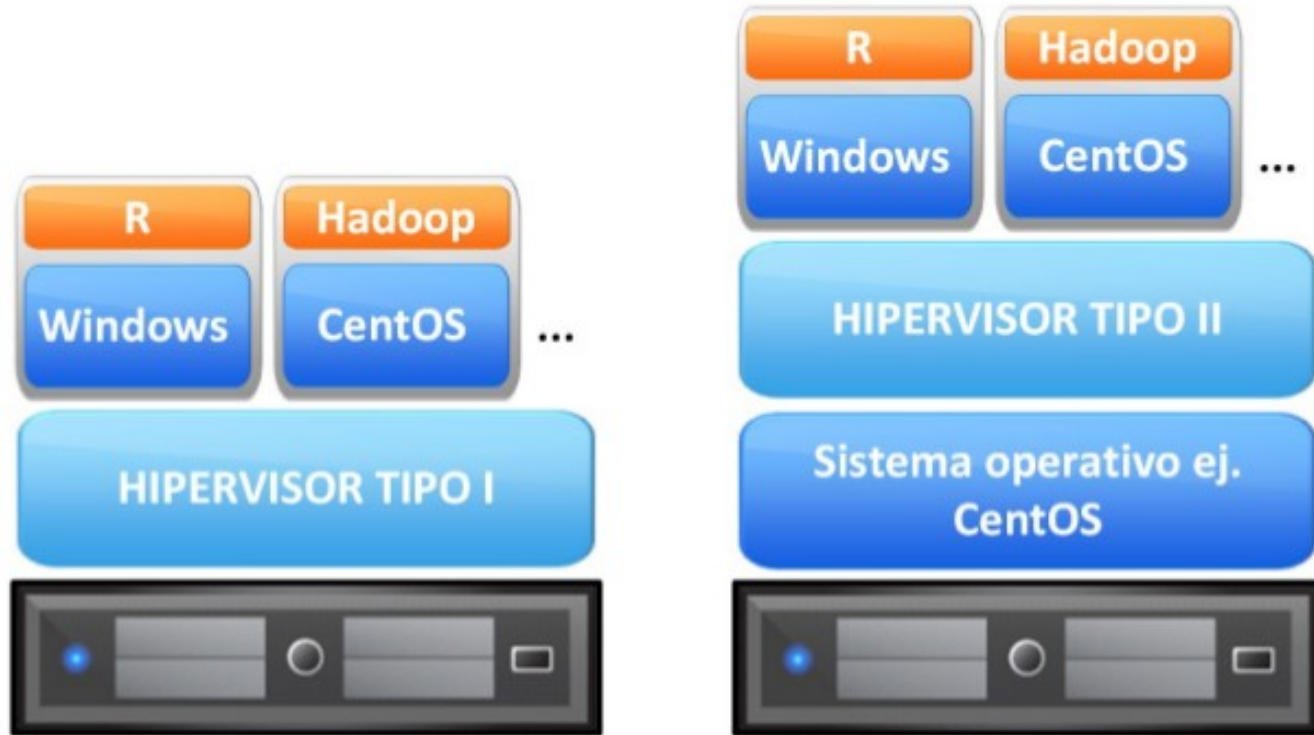 R
Hadoop
Windows
CentOS
...
HIPERVISOR TIPO I
R
Hadoop
Windows
CentOS
...
HIPERVISOR TIPO II
Sistema operativo ej.
CentOS